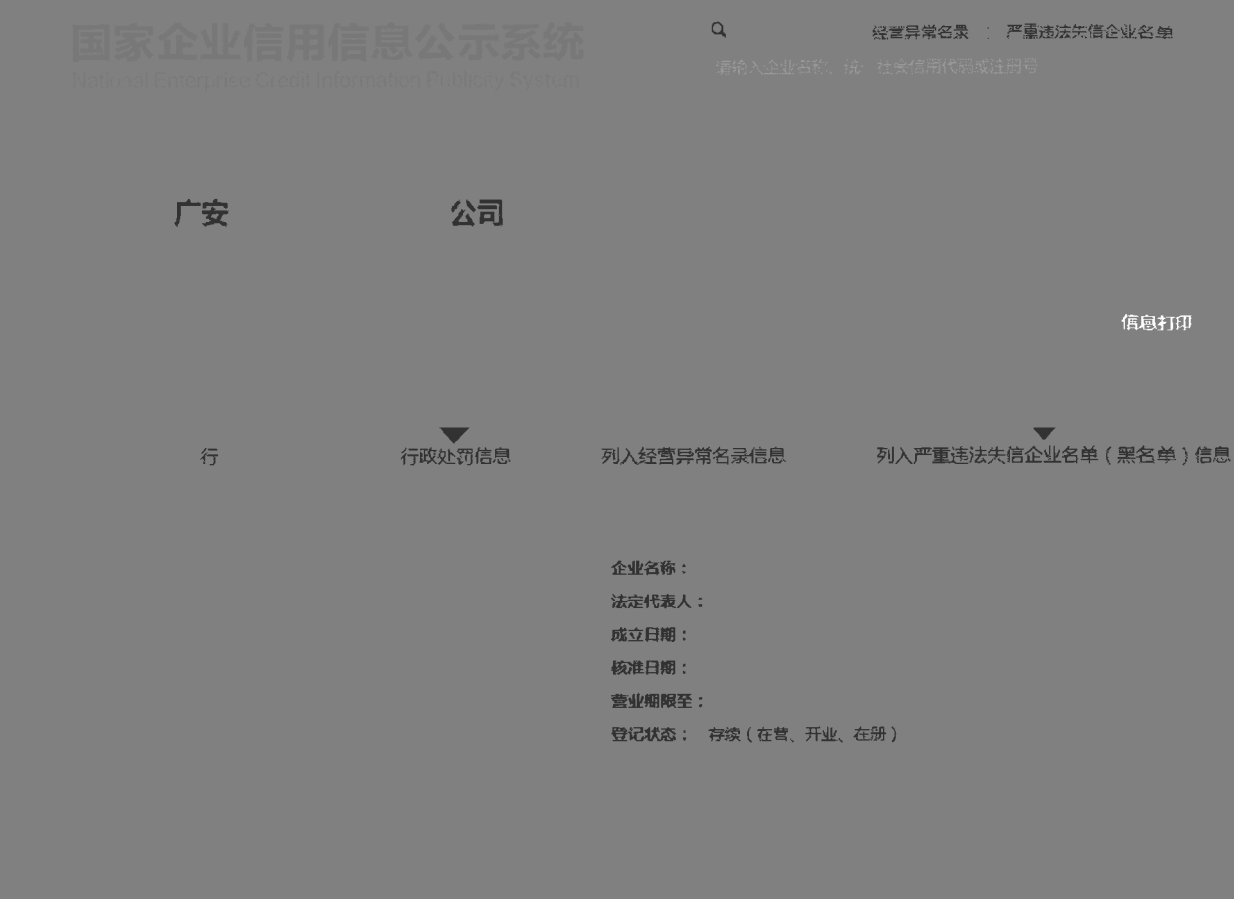 国家企业信用信息公示系统
National Enterprise Credit Information Publicity System
经营异常名录
严重违法失信企业名单
请输入企业名称、统一社会信用代码或注册号
广安 公司
信息打印
行 行政处罚信息 列入经营异常名录信息 列入严重违法失信企业名单(黑名单)信息
企业名称:
法定代表人:
成立日期:
核准日期:
营业期限至:
登记状态: 存续(在营、开业、在册)